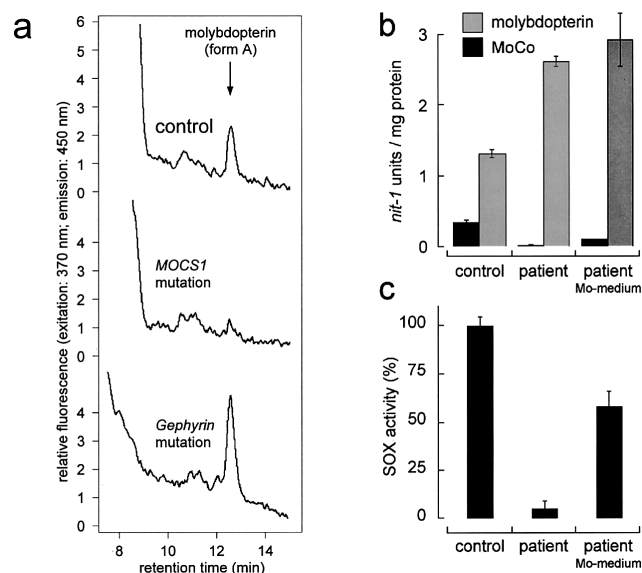 a
relative fluorescence (exitation: 370 nm; emission: 450 nm)
6
5
4
3
2
1
0
molybdopterin
(form A)
control
4
3
2
1
0
MOCS1
mutation
4
3
2
1
0
Gephyrin
mutation
8 10 12 14
retention time (min)
b
molybdopterin
MoCo
nit-1 units / mg protein
3
2
1
0
control patient patient
Mo-medium
c
SOX activity (%)
100
75
50
25
0
control patient patient
Mo-medium